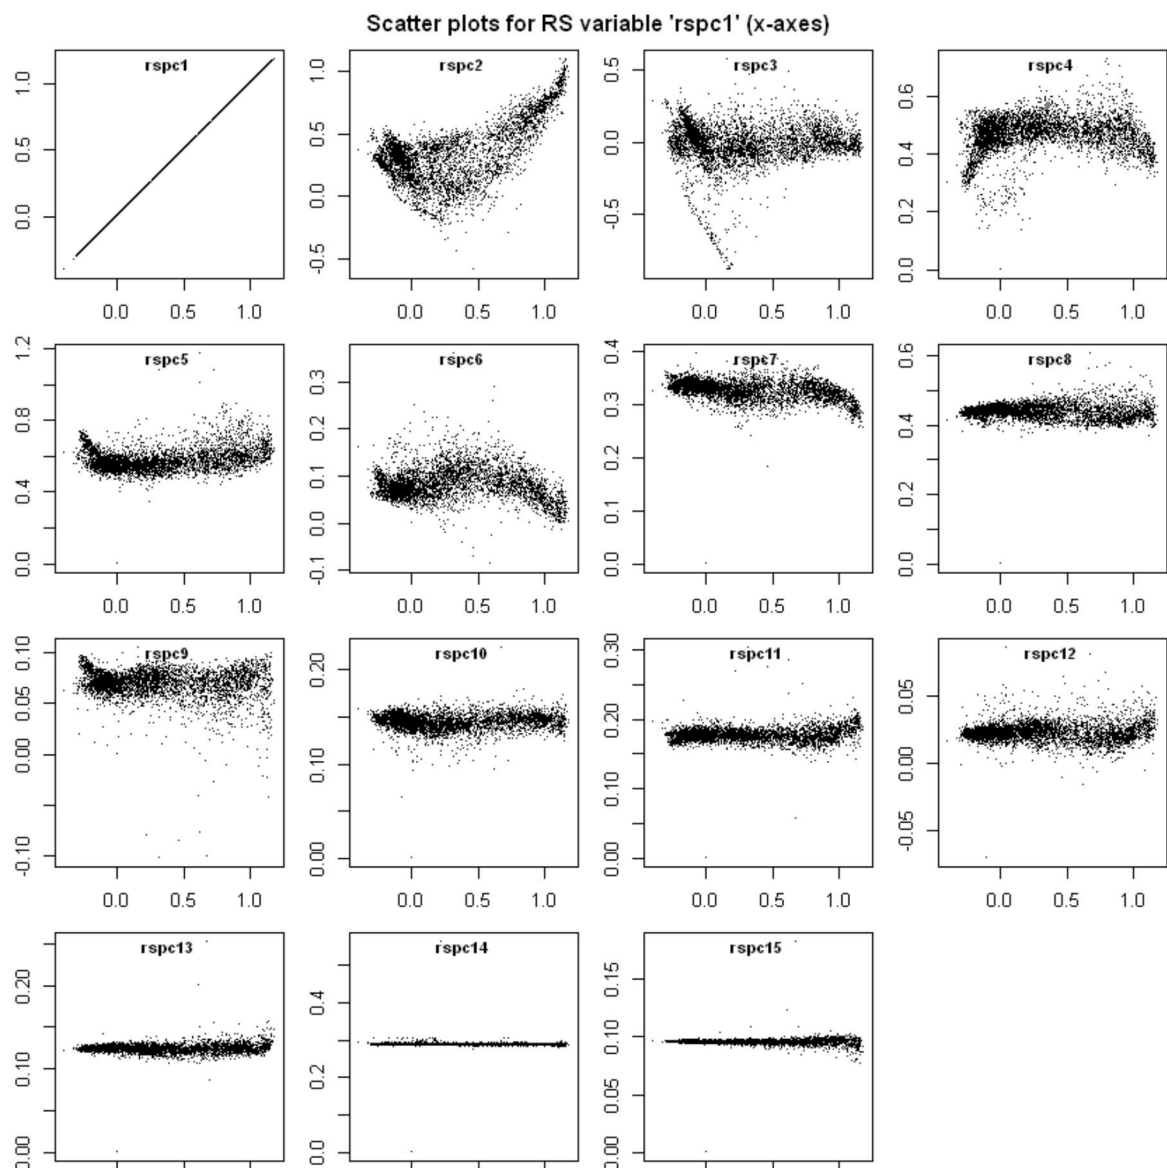 Scatter plots for RS variable 'rspc1' (x-axes)
rspc1 rspc2 rspc3 rspc4
1.0 0.5 0.0
1.0 0.5 0.0 -0.5
0.5 0.0 -0.5
0.6 0.4 0.2 0.0
0.0 0.5 1.0 0.0 0.5 1.0 0.0 0.5 1.0 0.0 0.5 1.0
rspc5 rspc6 rspc7 rspc8
1.2 0.8 0.4 0.0
0.3 0.2 0.1 0.0 -0.1
0.4 0.3 0.2 0.1 0.0
0.6 0.4 0.2 0.0
0.0 0.5 1.0 0.0 0.5 1.0 0.0 0.5 1.0 0.0 0.5 1.0
rspc9 rspc10 rspc11 rspc12
0.10 0.05 0.00 -0.10
0.20 0.10 0.00
0.30 0.20 0.10 0.00
0.05 0.00 -0.05
0.0 0.5 1.0 0.0 0.5 1.0 0.0 0.5 1.0 0.0 0.5 1.0
rspc13 rspc14 rspc15
0.20 0.10 0.00
0.4 0.2 0.0
0.15 0.10 0.05 0.00